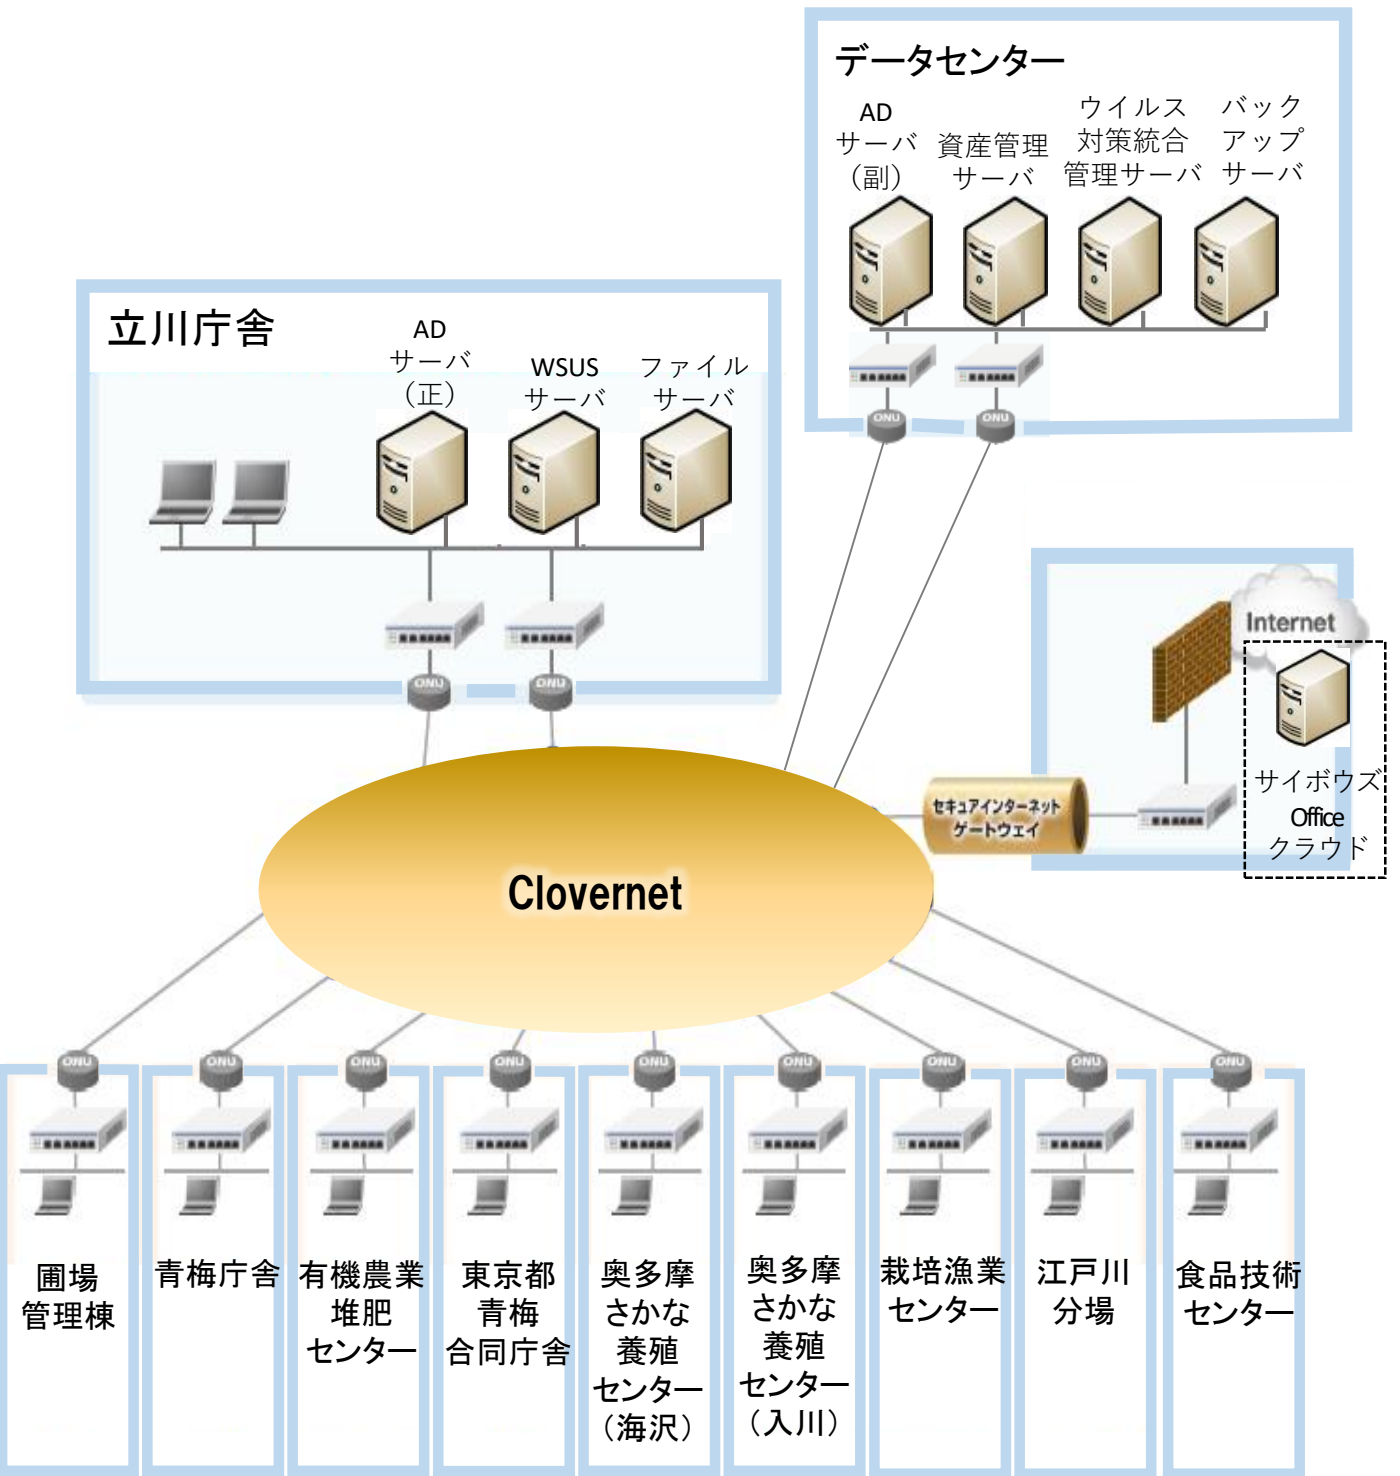 データセンター
AD
サーバ
（副）
資産管理
サーバ
ウイルス
対策統合
管理サーバ
バック
アップ
サーバ
ONU
ONU
立川庁舎
AD
サーバ
（正）
WSUS
サーバ
ファイル
サーバ
ONU
ONU
Internet
サイボウズ
Office
クラウド
セキュアインターネット
ゲートウェイ
Clovernet
ONU
ONU
ONU
ONU
ONU
ONU
ONU
ONU
ONU
圃場
管理棟
青梅庁舎
有機農業
堆肥
センター
東京都
青梅
合同庁舎
奥多摩
さかな
養殖
センター
（海沢）
奥多摩
さかな
養殖
センター
（入川）
栽培漁業
センター
江戸川
分場
食品技術
センター